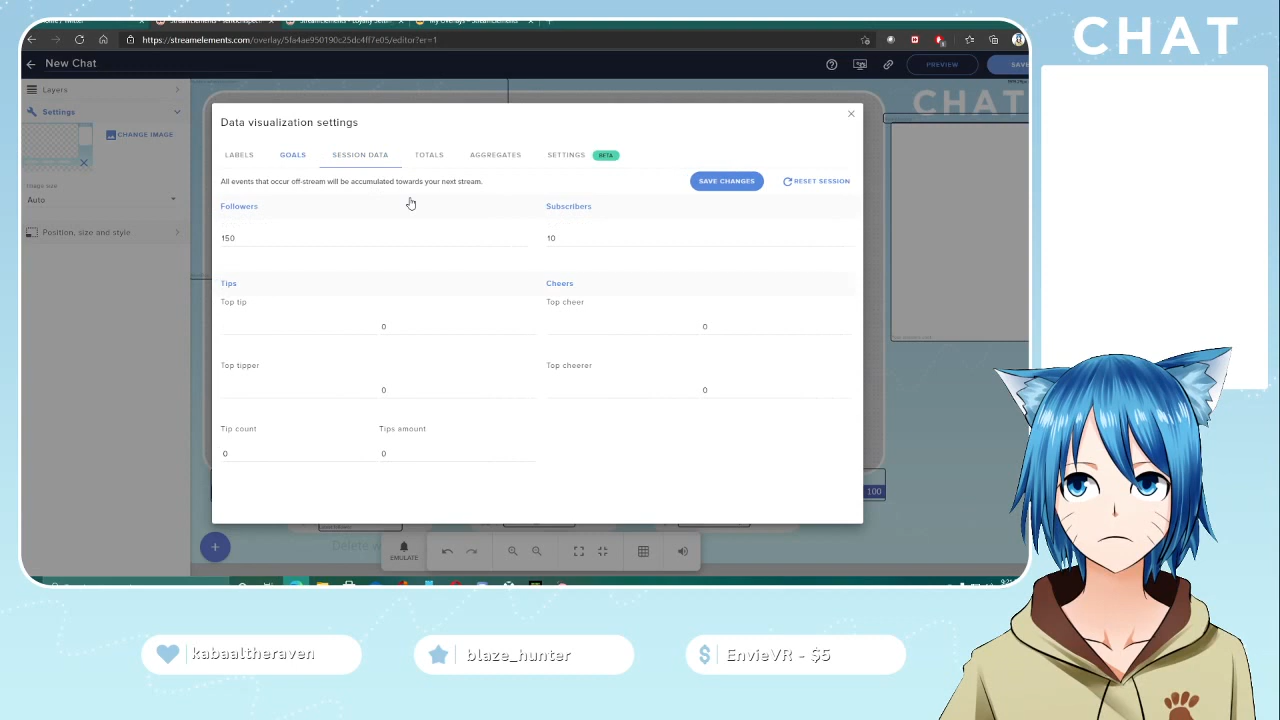 CHAT
https://streamelements.com/overlay/5fa4ae950190c25dc4ff7e05/editor?er=1
New Chat
PREVIEW
SAVE
Layers
Settings
CHANGE IMAGE
Image size
Auto
Position, size and style
CHAT
Data visualization settings
LABELS
GOALS
SESSION DATA
TOTALS
AGGREGATES
SETTINGS
BETA
All events that occur off-stream will be accumulated towards your next stream.
SAVE CHANGES
RESET SESSION
Followers
Subscribers
150
10
Tips
Cheers
Top tip
Top cheer
0
0
Top tipper
Top cheerer
0
0
Tip count
Tips amount
0
0
100
Delete w
EMULATE
kabaaltheraven
blaze_hunter
EnvieVR - $5